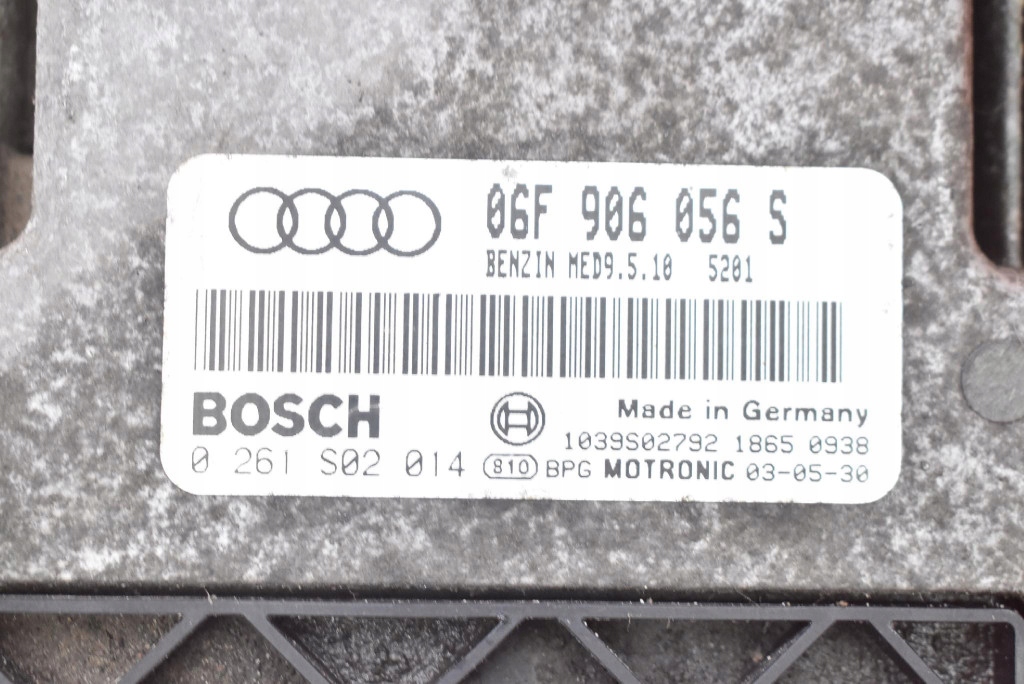 06F 906 056 S
BENZIN MED9.5.10 5201
BOSCH
Made in Germany
1039S02792 1865 0938
0 261 S02 014 810 BPG MOTRONIC 03-05-30